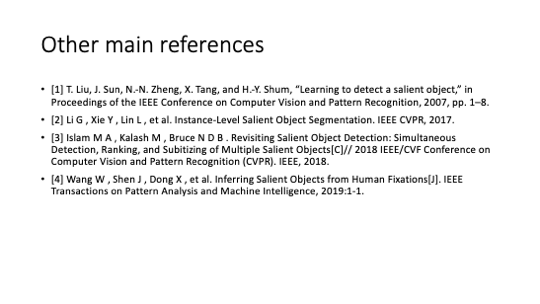 Other main references
• [1] T. Liu, J. Sun, N.-N. Zheng, X. Tang, and H.-Y. Shum, “Learning to detect a salient object,” in
Proceedings of the IEEE Conference on Computer Vision and Pattern Recognition, 2007, pp. 1–8.
• [2] Li G , Xie Y , Lin L , et al. Instance-Level Salient Object Segmentation. IEEE CVPR, 2017.
• [3] Islam M A , Kalash M , Bruce N D B . Revisiting Salient Object Detection: Simultaneous
Detection, Ranking, and Subitizing of Multiple Salient Objects[C]// 2018 IEEE/CVF Conference on
Computer Vision and Pattern Recognition (CVPR). IEEE, 2018.
• [4] Wang W , Shen J , Dong X , et al. Inferring Salient Objects from Human Fixations[J]. IEEE
Transactions on Pattern Analysis and Machine Intelligence, 2019:1-1.